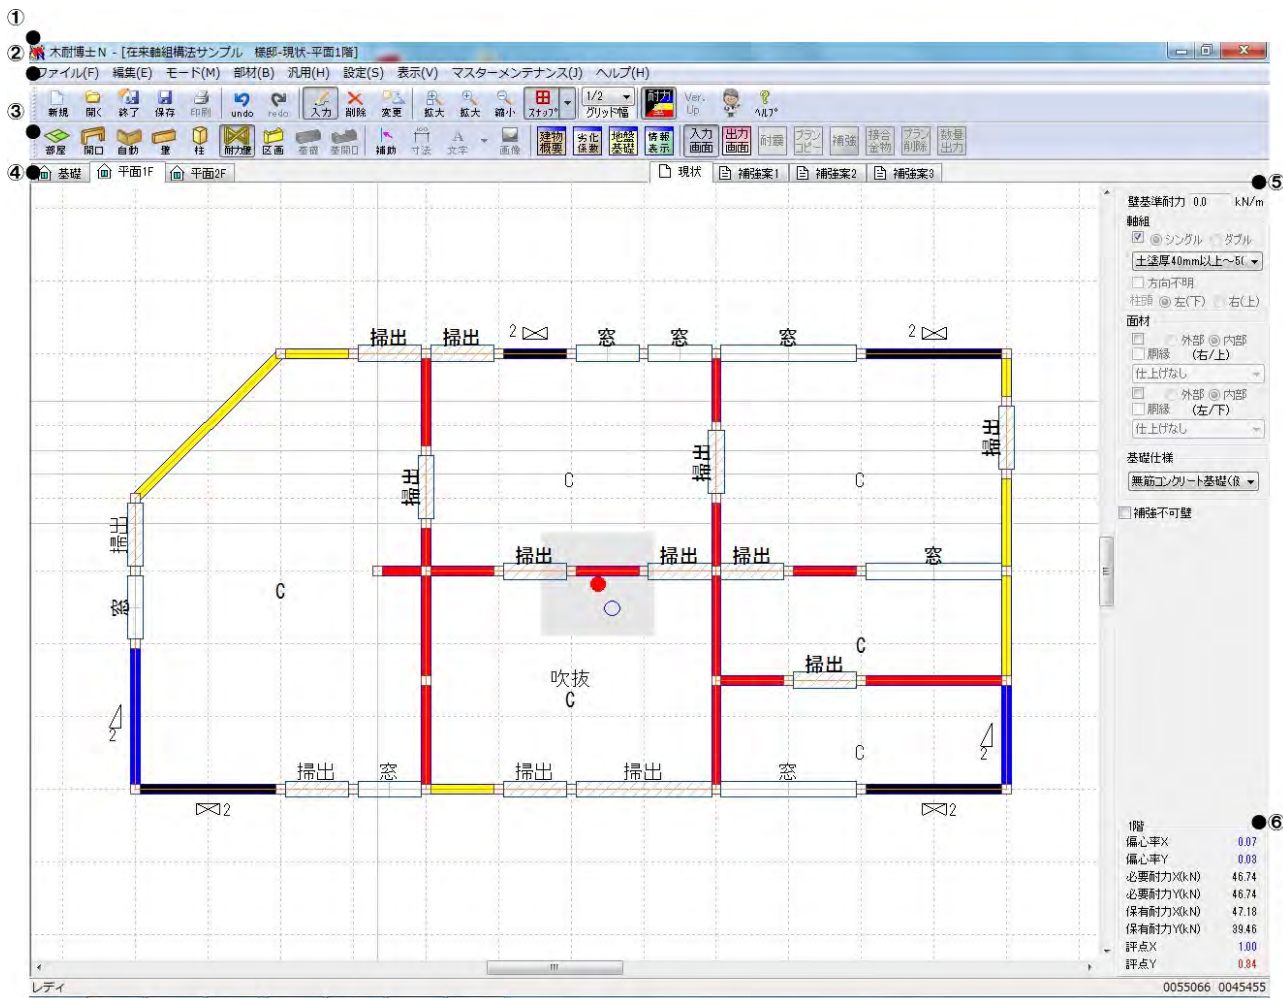 ①
② 木耐博士N - [在来軸組構法サンプル 様邸-現状-平面1階]
ファイル(F) 編集(E) モード(M) 部材(B) 汎用(H) 設定(S) 表示(V) マスターメンテナンス(J) ヘルプ(H)
③ 新規 開く 終了 保存 印刷 undo redo 入力 削除 変更 拡大 拡大 縮小 スナップ 1/2 グリッド幅 耐力壁 Ver. Up ヘルプ
部屋 開口 自動 壁 柱 耐力壁 区画 基礎 基開口 補助 寸法 文字 画像 建物概要 劣化係数 地盤基礎 情報表示 入力画面 出力画面 耐震 プランコピー 補強 接合金物 プラン削除 数量出力
④ 基礎 平面1F 平面2F 現状 補強案1 補強案2 補強案3 ⑤
壁基準耐力 0.0 kN/m
軸組
シングル ダブル
土塗厚40mm以上～5(
方向不明
柱頭 左(下) 右(上)
面材
外部 内部
胴縁 (右/上)
仕上げなし
外部 内部
胴縁 (左/下)
仕上げなし
基礎仕様
無筋コンクリート基礎(
補強不可壁
掃出 掃出 2 窓 窓 窓 2
掃出 掃出 掃出
C C
掃出
掃出 掃出 掃出 窓
窓 C
C
掃出
吹抜
C
2 C 2
掃出 窓 掃出 掃出 窓
2 2
⑥
1階
偏心率X 0.07
偏心率Y 0.03
必要耐力X(kN) 46.74
必要耐力Y(kN) 46.74
保有耐力X(kN) 47.18
保有耐力Y(kN) 39.46
評点X 1.00
評点Y 0.84
レディ 0055066 0045455